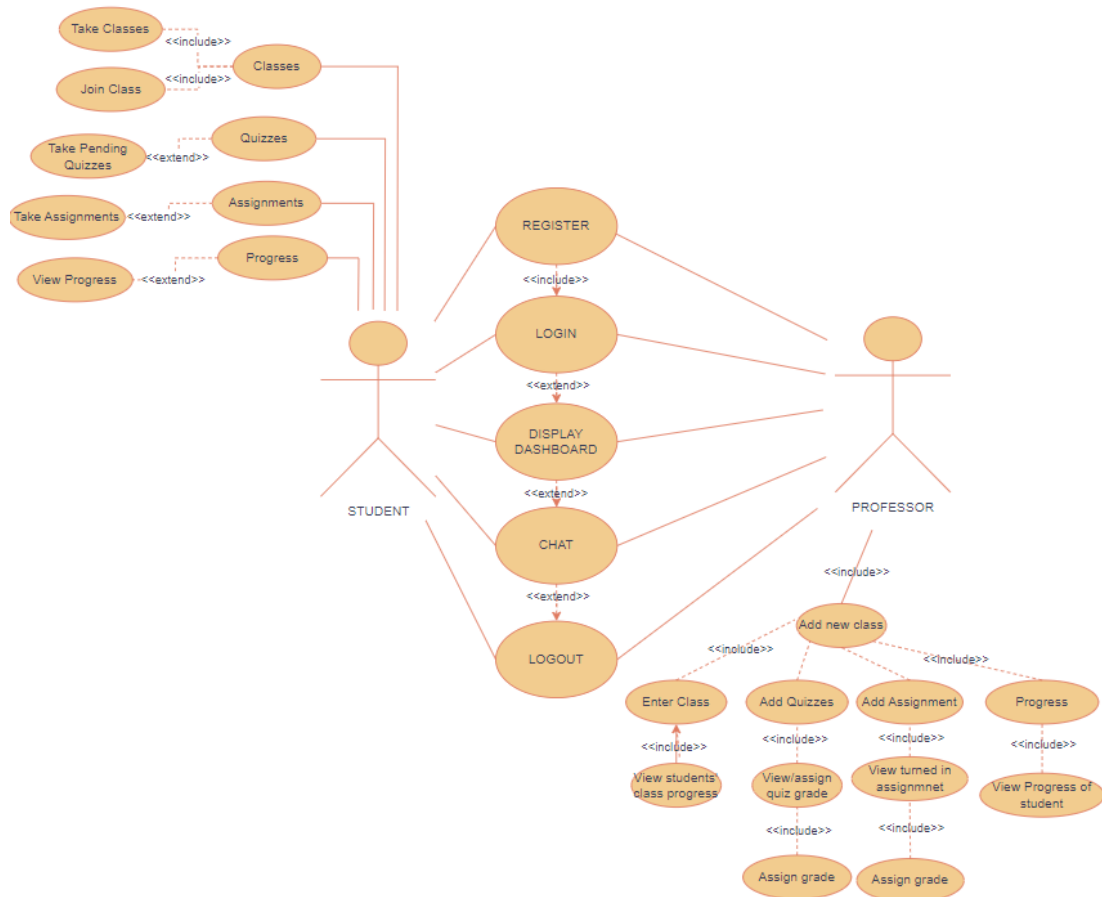 Take Classes
<<include>>
Classes
<<include>>
Join Class
Quizzes
Take Pending
Quizzes
<<extend>>
Assignments
Take Assignments
<<extend>>
Progress
View Progress
<<extend>>
REGISTER
<<include>>
LOGIN
<<extend>>
DISPLAY
DASHBOARD
<<extend>>
CHAT
<<extend>>
LOGOUT
STUDENT
PROFESSOR
<<include>>
Add new class
<<include>>
<<include>>
Enter Class
Add Quizzes
Add Assignment
Progress
<<include>>
<<include>>
<<include>>
<<include>>
View students'
class progress
View/assign
quiz grade
View turned in
assignmnet
View Progress of
student
<<include>>
<<include>>
Assign grade
Assign grade